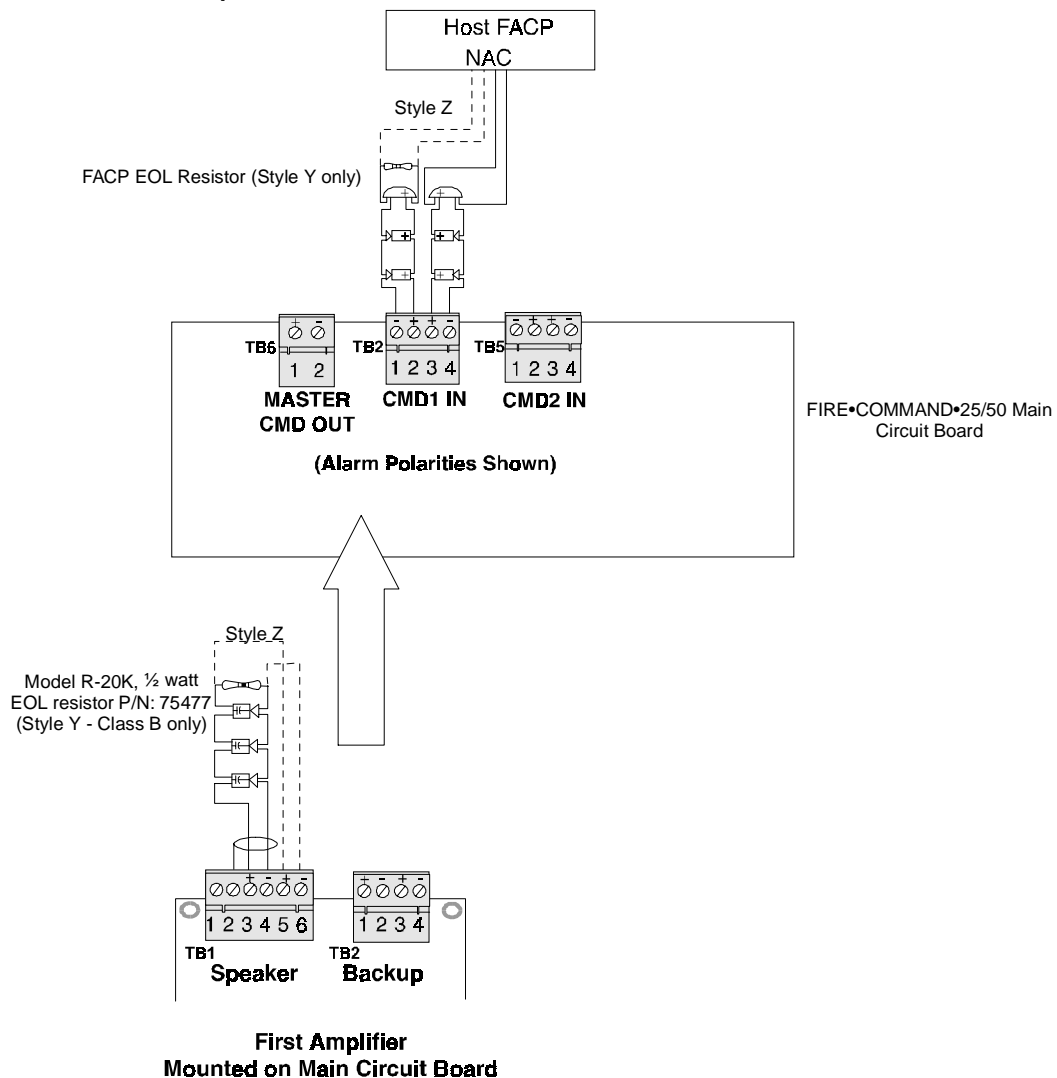 Host FACP
NAC
Style Z
FACP EOL Resistor (Style Y only)
+ +
+ +
+ +
+ -
- + + -
- + + -
TB6
TB2
TB5
1 2
1 2 3 4
1 2 3 4
MASTER
CMD OUT
CMD1 IN
CMD2 IN
(Alarm Polarities Shown)
FIRE•COMMAND•25/50 Main
Circuit Board
Style Z
Model R-20K, ½ watt
EOL resistor P/N: 75477
(Style Y - Class B only)
+ - + -
+ - + -
1 2 3 4 5 6
1 2 3 4
TB1
TB2
Speaker
Backup
First Amplifier
Mounted on Main Circuit Board